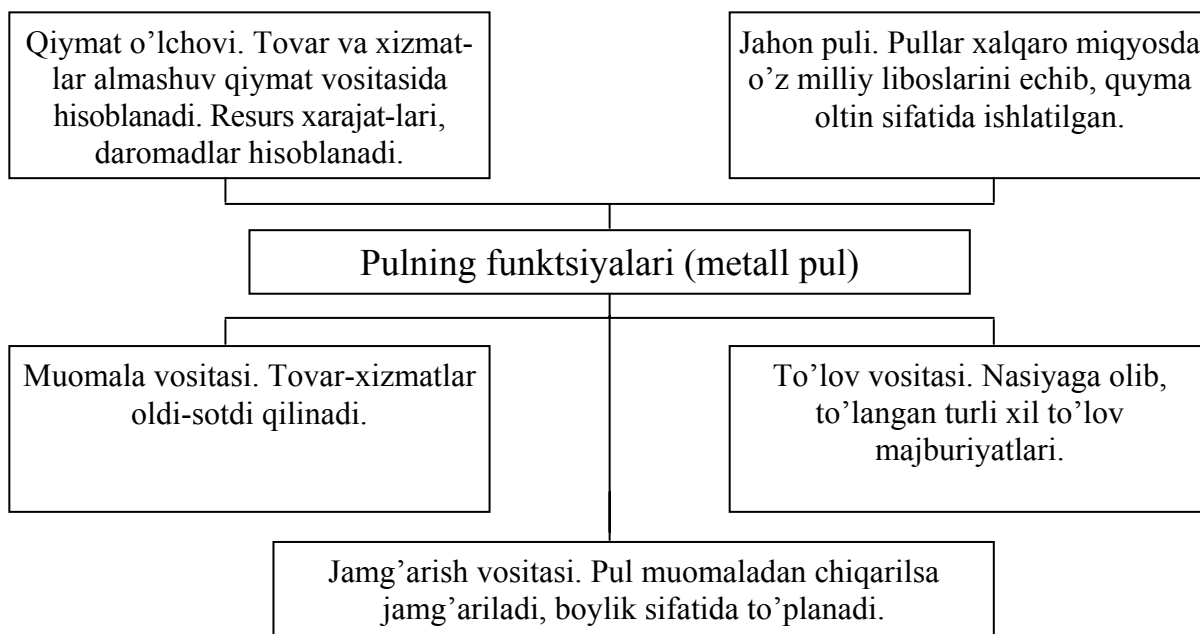 Qiymat o’lchovi. Tovar va xizmat-
lar almashuv qiymat vositasida
hisoblanadi. Resurs xarajat-lari,
daromadlar hisoblanadi.
Jahon puli. Pullar xalqaro miqyosda
o’z milliy liboslarini echib, quyma
oltin sifatida ishlatilgan.
Pulning funktsiyalari (metall pul)
Muomala vositasi. Tovar-xizmatlar
oldi-sotdi qilinadi.
To’lov vositasi. Nasiyaga olib,
to’langan turli xil to’lov
majburiyatlari.
Jamg’arish vositasi. Pul muomaladan chiqarilsa
jamg’ariladi, boylik sifatida to’planadi.